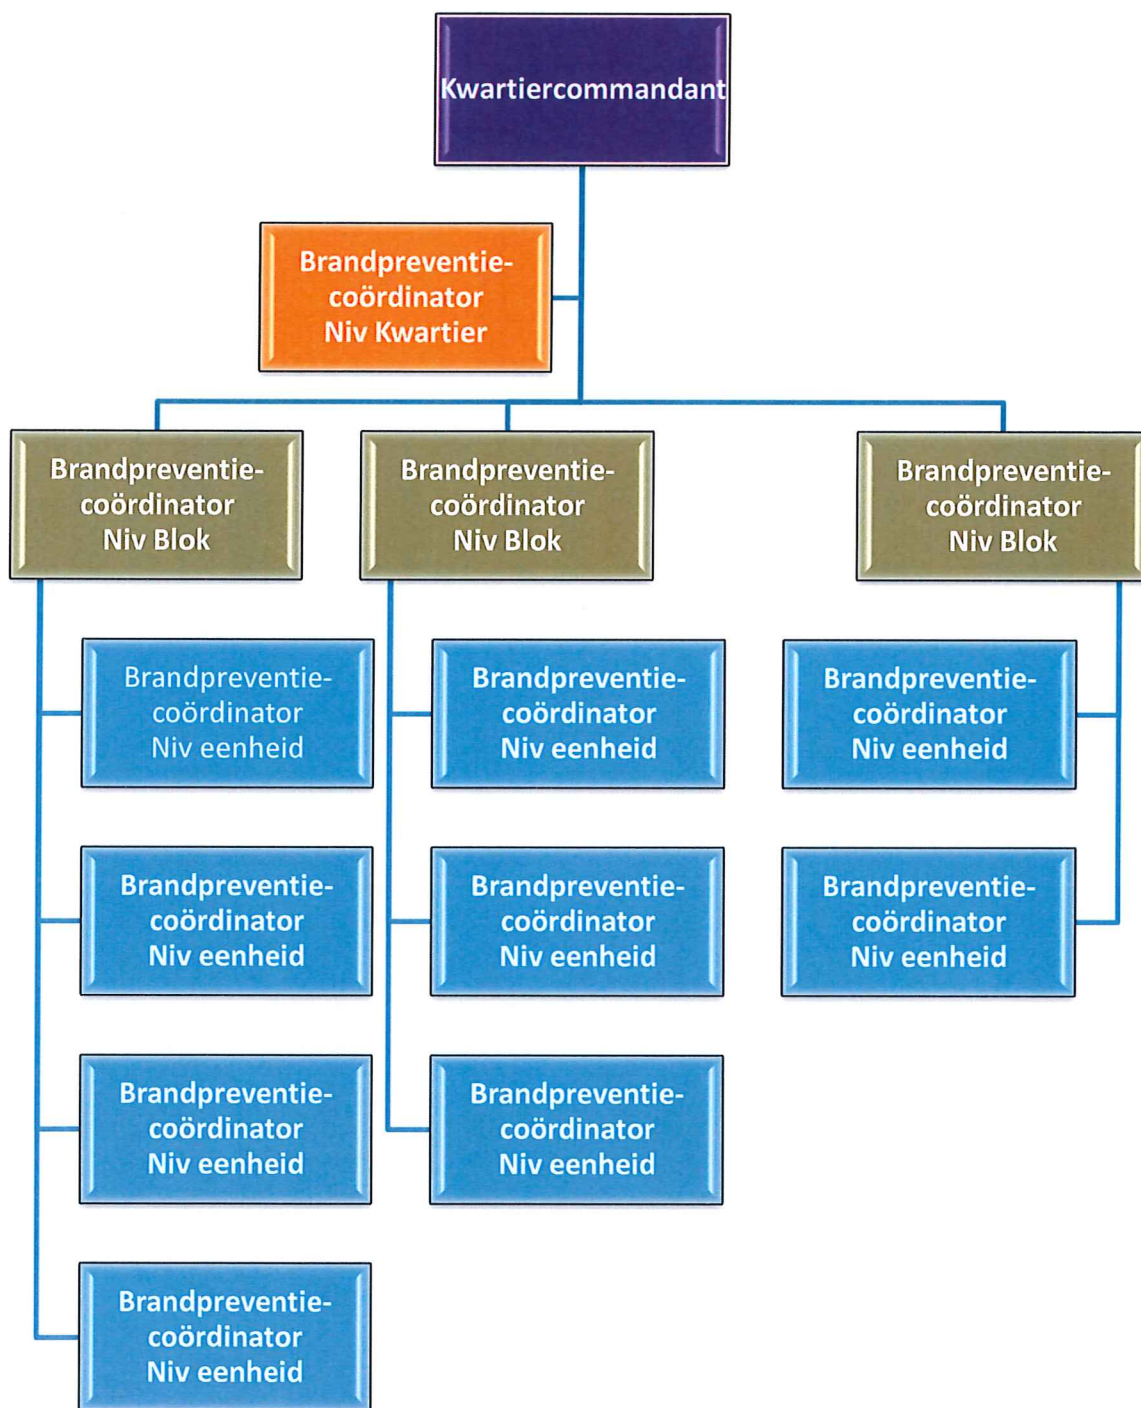 Kwartiercommandant
Brandpreventie-
coördinator
Niv Kwartier
Brandpreventie-
coördinator
Niv Blok
Brandpreventie-
coördinator
Niv Blok
Brandpreventie-
coördinator
Niv Blok
Brandpreventie-
coördinator
Niv eenheid
Brandpreventie-
coördinator
Niv eenheid
Brandpreventie-
coördinator
Niv eenheid
Brandpreventie-
coördinator
Niv eenheid
Brandpreventie-
coördinator
Niv eenheid
Brandpreventie-
coördinator
Niv eenheid
Brandpreventie-
coördinator
Niv eenheid
Brandpreventie-
coördinator
Niv eenheid
Brandpreventie-
coördinator
Niv eenheid